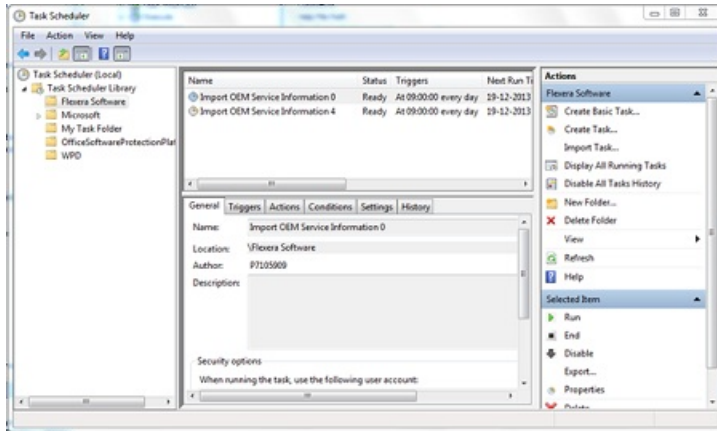 Task Scheduler
File Action View Help
Task Scheduler (Local)
Task Scheduler Library
Flexera Software
Microsoft
My Task Folder
OfficeSoftwareProtectionPlat
WPD
Name Status Triggers Next Run Ti
Import OEM Service Information 0 Ready At 09:00:00 every day 19-12-2013
Import OEM Service Information 4 Ready At 09:00:00 every day 19-12-2013
General Triggers Actions Conditions Settings History
Name: Import OEM Service Information 0
Location: \Flexera Software
Author: P7105909
Description:
Security options
When running the task, use the following user account:
Actions
Flexera Software
Create Basic Task...
Create Task...
Import Task...
Display All Running Tasks
Disable All Tasks History
New Folder...
Delete Folder
View
Refresh
Help
Selected Item
Run
End
Disable
Export...
Properties
Delete